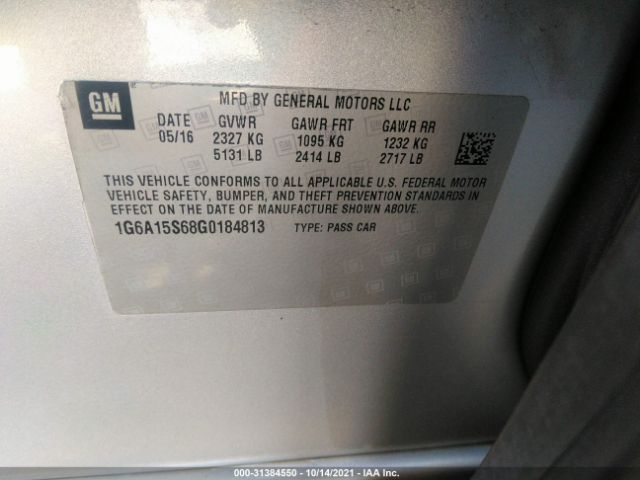 GM
MFD BY GENERAL MOTORS LLC
DATE GVWR GAWR FRT GAWR RR
05/16 2327 KG 1095 KG 1232 KG
5131 LB 2414 LB 2717 LB
THIS VEHICLE CONFORMS TO ALL APPLICABLE U.S. FEDERAL MOTOR
VEHICLE SAFETY, BUMPER, AND THEFT PREVENTION STANDARDS IN
EFFECT ON THE DATE OF MANUFACTURE SHOWN ABOVE.
1G6A15S68G0184813 TYPE: PASS CAR
000-31384550 - 10/14/2021 - IAA Inc.